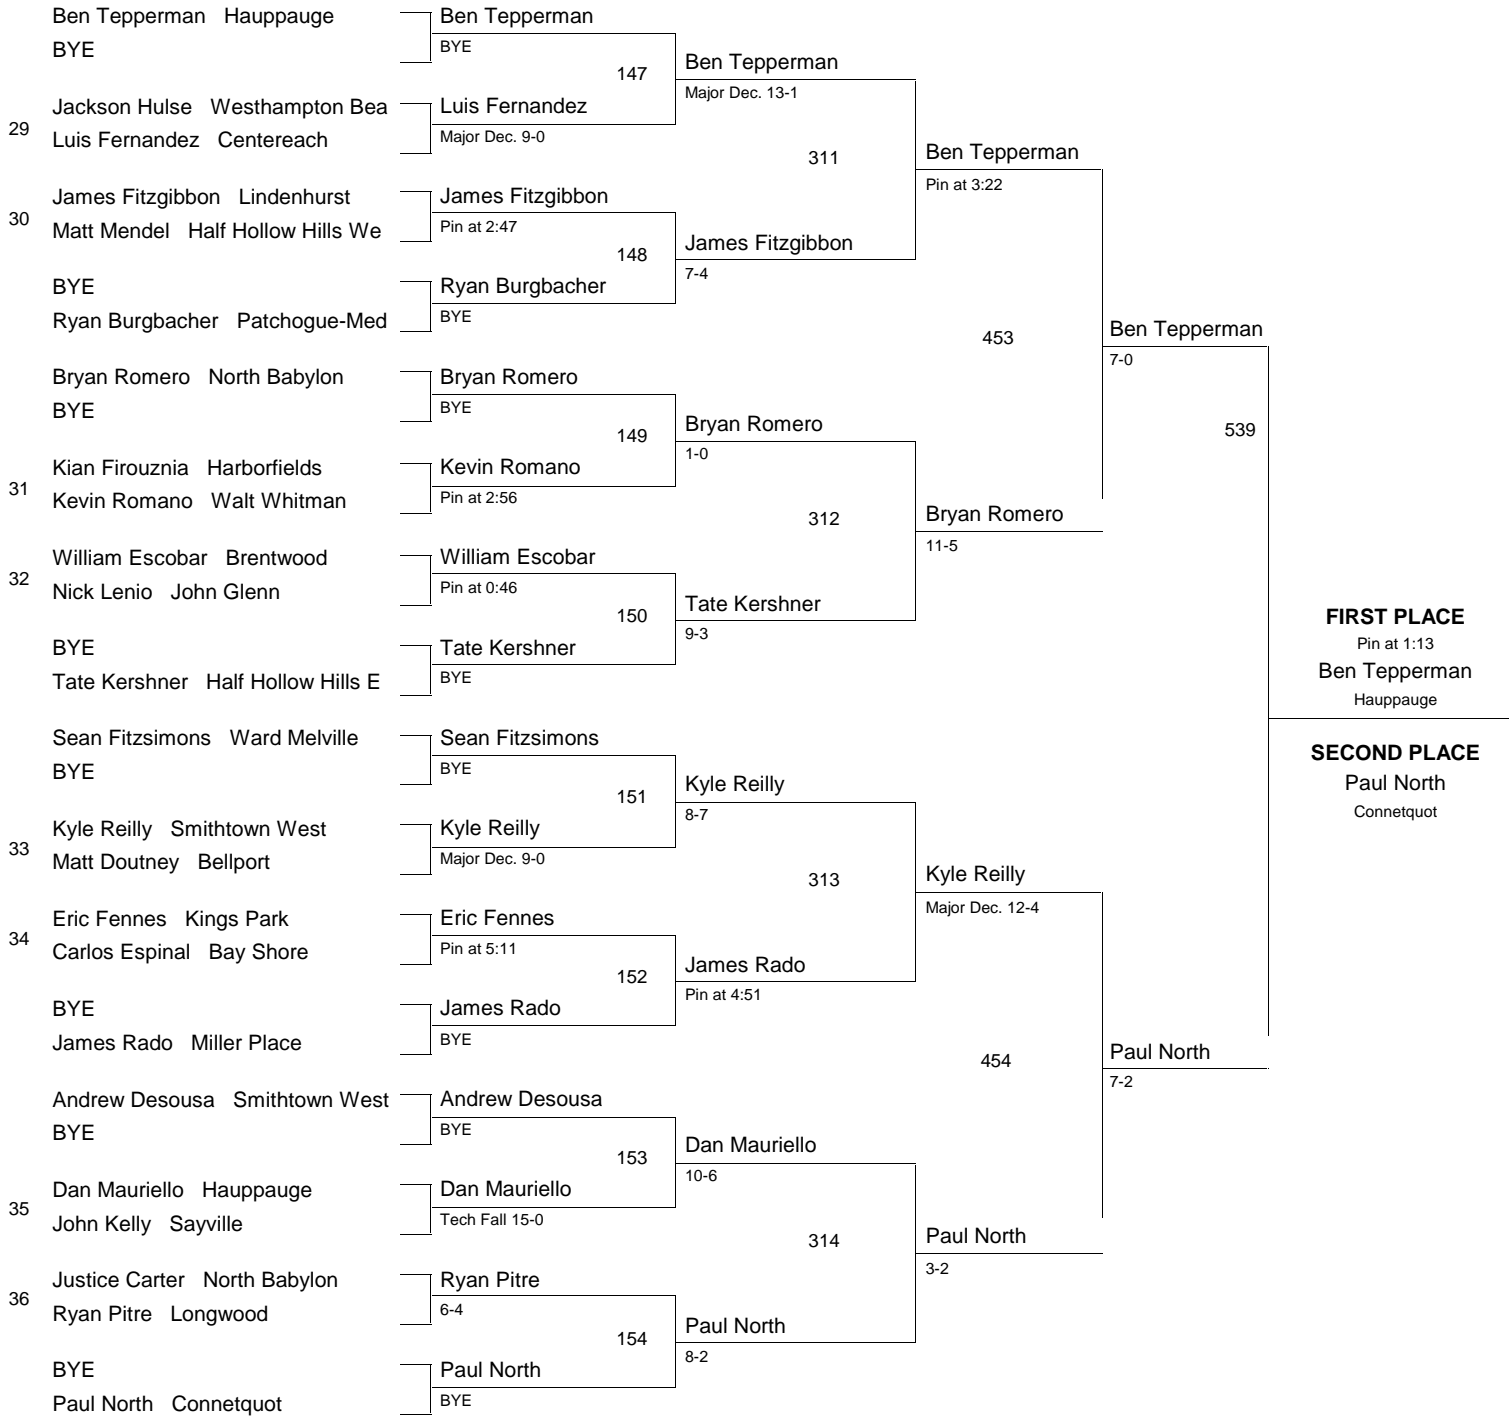 Ben Tepperman Hauppauge
BYE
29
Jackson Hulse Westhampton Bea
Luis Fernandez Centereach
30
James Fitzgibbon Lindenhurst
Matt Mendel Half Hollow Hills We
BYE
Ryan Burgbacher Patchogue-Med
Bryan Romero North Babylon
BYE
31
Kian Firouznia Harborfields
Kevin Romano Walt Whitman
32
William Escobar Brentwood
Nick Lenio John Glenn
BYE
Tate Kershner Half Hollow Hills E
Sean Fitzsimons Ward Melville
BYE
33
Kyle Reilly Smithtown West
Matt Doutney Bellport
34
Eric Fennes Kings Park
Carlos Espinal Bay Shore
BYE
James Rado Miller Place
Andrew Desousa Smithtown West
BYE
35
Dan Mauriello Hauppauge
John Kelly Sayville
36
Justice Carter North Babylon
Ryan Pitre Longwood
BYE
Paul North Connetquot
Ben Tepperman
BYE
147
Luis Fernandez
Major Dec. 9-0
James Fitzgibbon
Pin at 2:47
148
Ryan Burgbacher
BYE
Bryan Romero
BYE
149
Kevin Romano
Pin at 2:56
William Escobar
Pin at 0:46
150
Tate Kershner
BYE
Sean Fitzsimons
BYE
151
Kyle Reilly
Major Dec. 9-0
Eric Fennes
Pin at 5:11
152
James Rado
BYE
Andrew Desousa
BYE
153
Dan Mauriello
Tech Fall 15-0
Ryan Pitre
6-4
154
Paul North
BYE
Ben Tepperman
Major Dec. 13-1
311
James Fitzgibbon
7-4
Bryan Romero
1-0
312
Tate Kershner
9-3
Kyle Reilly
8-7
313
James Rado
Pin at 4:51
Dan Mauriello
10-6
314
Paul North
8-2
Ben Tepperman
Pin at 3:22
453
Bryan Romero
11-5
Kyle Reilly
Major Dec. 12-4
454
Paul North
3-2
Ben Tepperman
7-0
539
Paul North
7-2
FIRST PLACE
Pin at 1:13
Ben Tepperman
Hauppauge
SECOND PLACE
Paul North
Connetquot